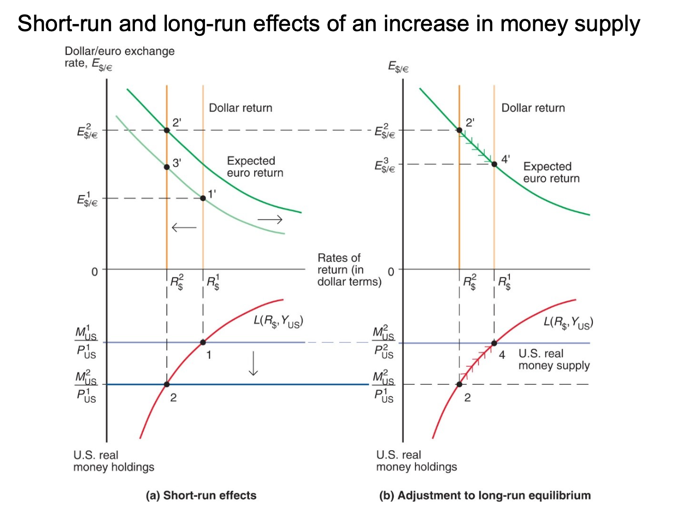 Short-run and long-run effects of an increase in money supply
Dollar/euro exchange
rate, E$/€
E$/€
Dollar return
Dollar return
2'
2'
E²$/€
E²$/€
3'
4'
E³$/€
Expected
euro return
Expected
euro return
1'
E¹$/€
Rates of
return (in
dollar terms)
0
0
R²$
R¹$
R²$
R¹$
L(R$, YUS)
L(R$, YUS)
M¹US
P¹US
M²US
P²US
1
4
U.S. real
money supply
M²US
P¹US
M²US
P¹US
2
2
U.S. real
money holdings
U.S. real
money holdings
(a) Short-run effects
(b) Adjustment to long-run equilibrium